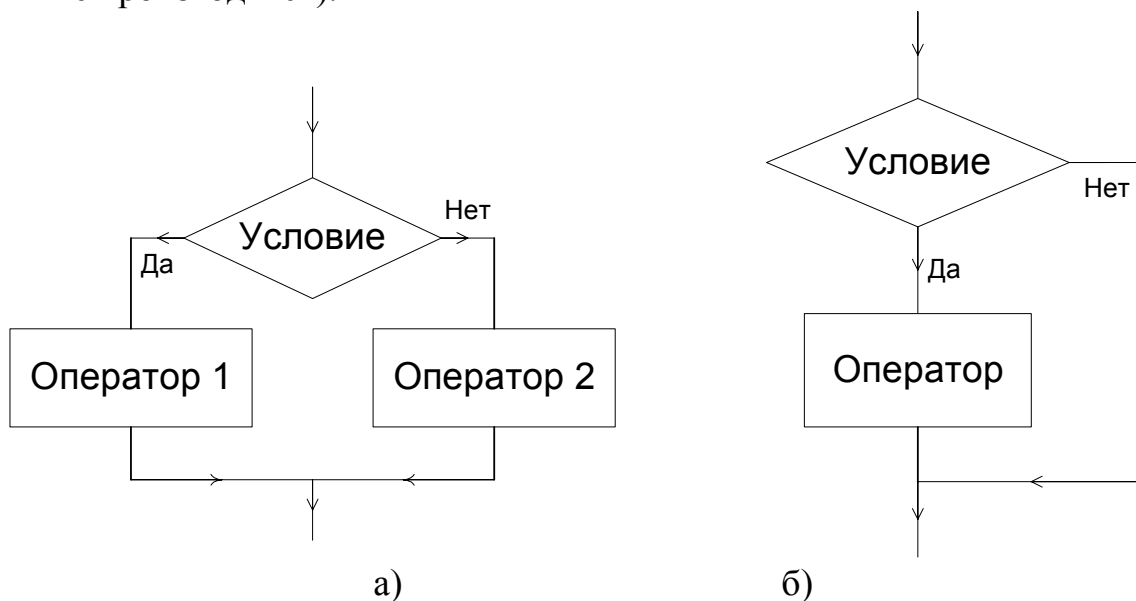 Условие
Нет
Условие
Нет
Да
Да
Оператор 1
Оператор 2
Оператор
а)
б)